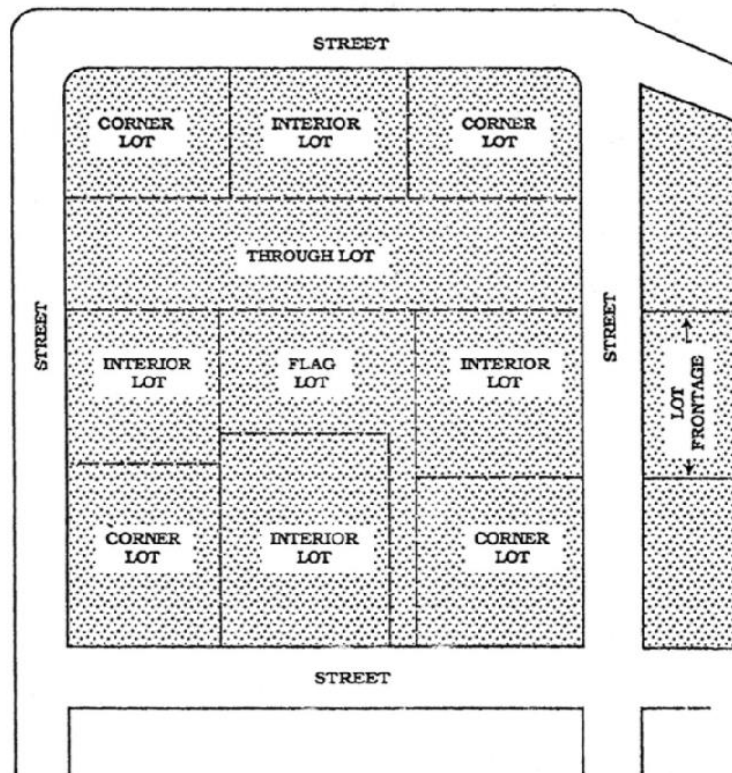 STREET
CORNER
LOT
INTERIOR
LOT
CORNER
LOT
THROUGH LOT
STREET
STREET
INTERIOR
LOT
FLAG
LOT
INTERIOR
LOT
LOT
FRONTAGE
CORNER
LOT
INTERIOR
LOT
CORNER
LOT
STREET